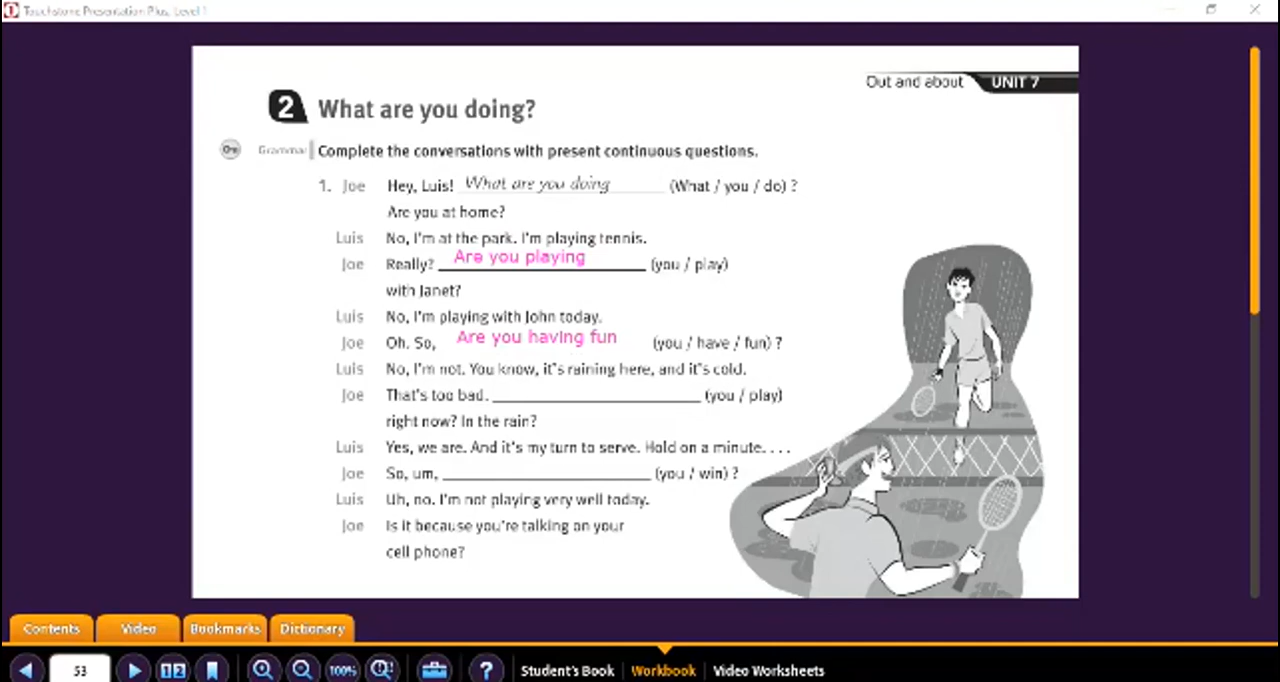 Touchstone Presentation Plus, Level 1
Out and about UNIT 7
2 What are you doing?
Grammar Complete the conversations with present continuous questions.
1. Joe Hey, Luis! What are you doing (What / you / do) ?
Are you at home?
Luis No, I'm at the park. I'm playing tennis.
Joe Really? Are you playing (you / play)
with Janet?
Luis No, I'm playing with John today.
Joe Oh. So, Are you having fun (you / have / fun) ?
Luis No, I'm not. You know, it's raining here, and it's cold.
Joe That's too bad. (you / play)
right now? In the rain?
Luis Yes, we are. And it's my turn to serve. Hold on a minute. . . .
Joe So, um, (you / win) ?
Luis Uh, no. I'm not playing very well today.
Joe Is it because you're talking on your
cell phone?
Contents Video Bookmarks Dictionary
53 1 2 100% ? Student's Book Workbook Video Worksheets